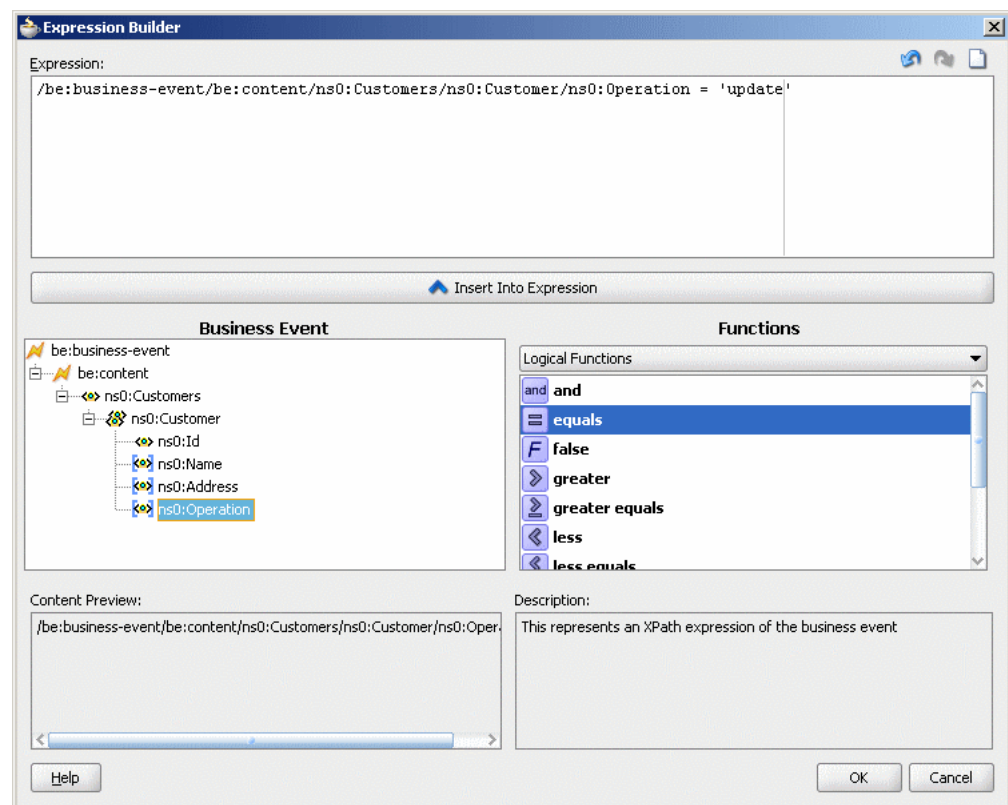 Expression Builder
Expression:
/be:business-event/be:content/ns0:Customers/ns0:Customer/ns0:Operation = 'update'
Insert Into Expression
Business Event
be:business-event
be:content
ns0:Customers
ns0:Customer
ns0:Id
ns0:Name
ns0:Address
ns0:Operation
Functions
Logical Functions
and and
equals
F false
greater
greater equals
less
less equals
Content Preview:
/be:business-event/be:content/ns0:Customers/ns0:Customer/ns0:Oper
Description:
This represents an XPath expression of the business event
Help
OK
Cancel